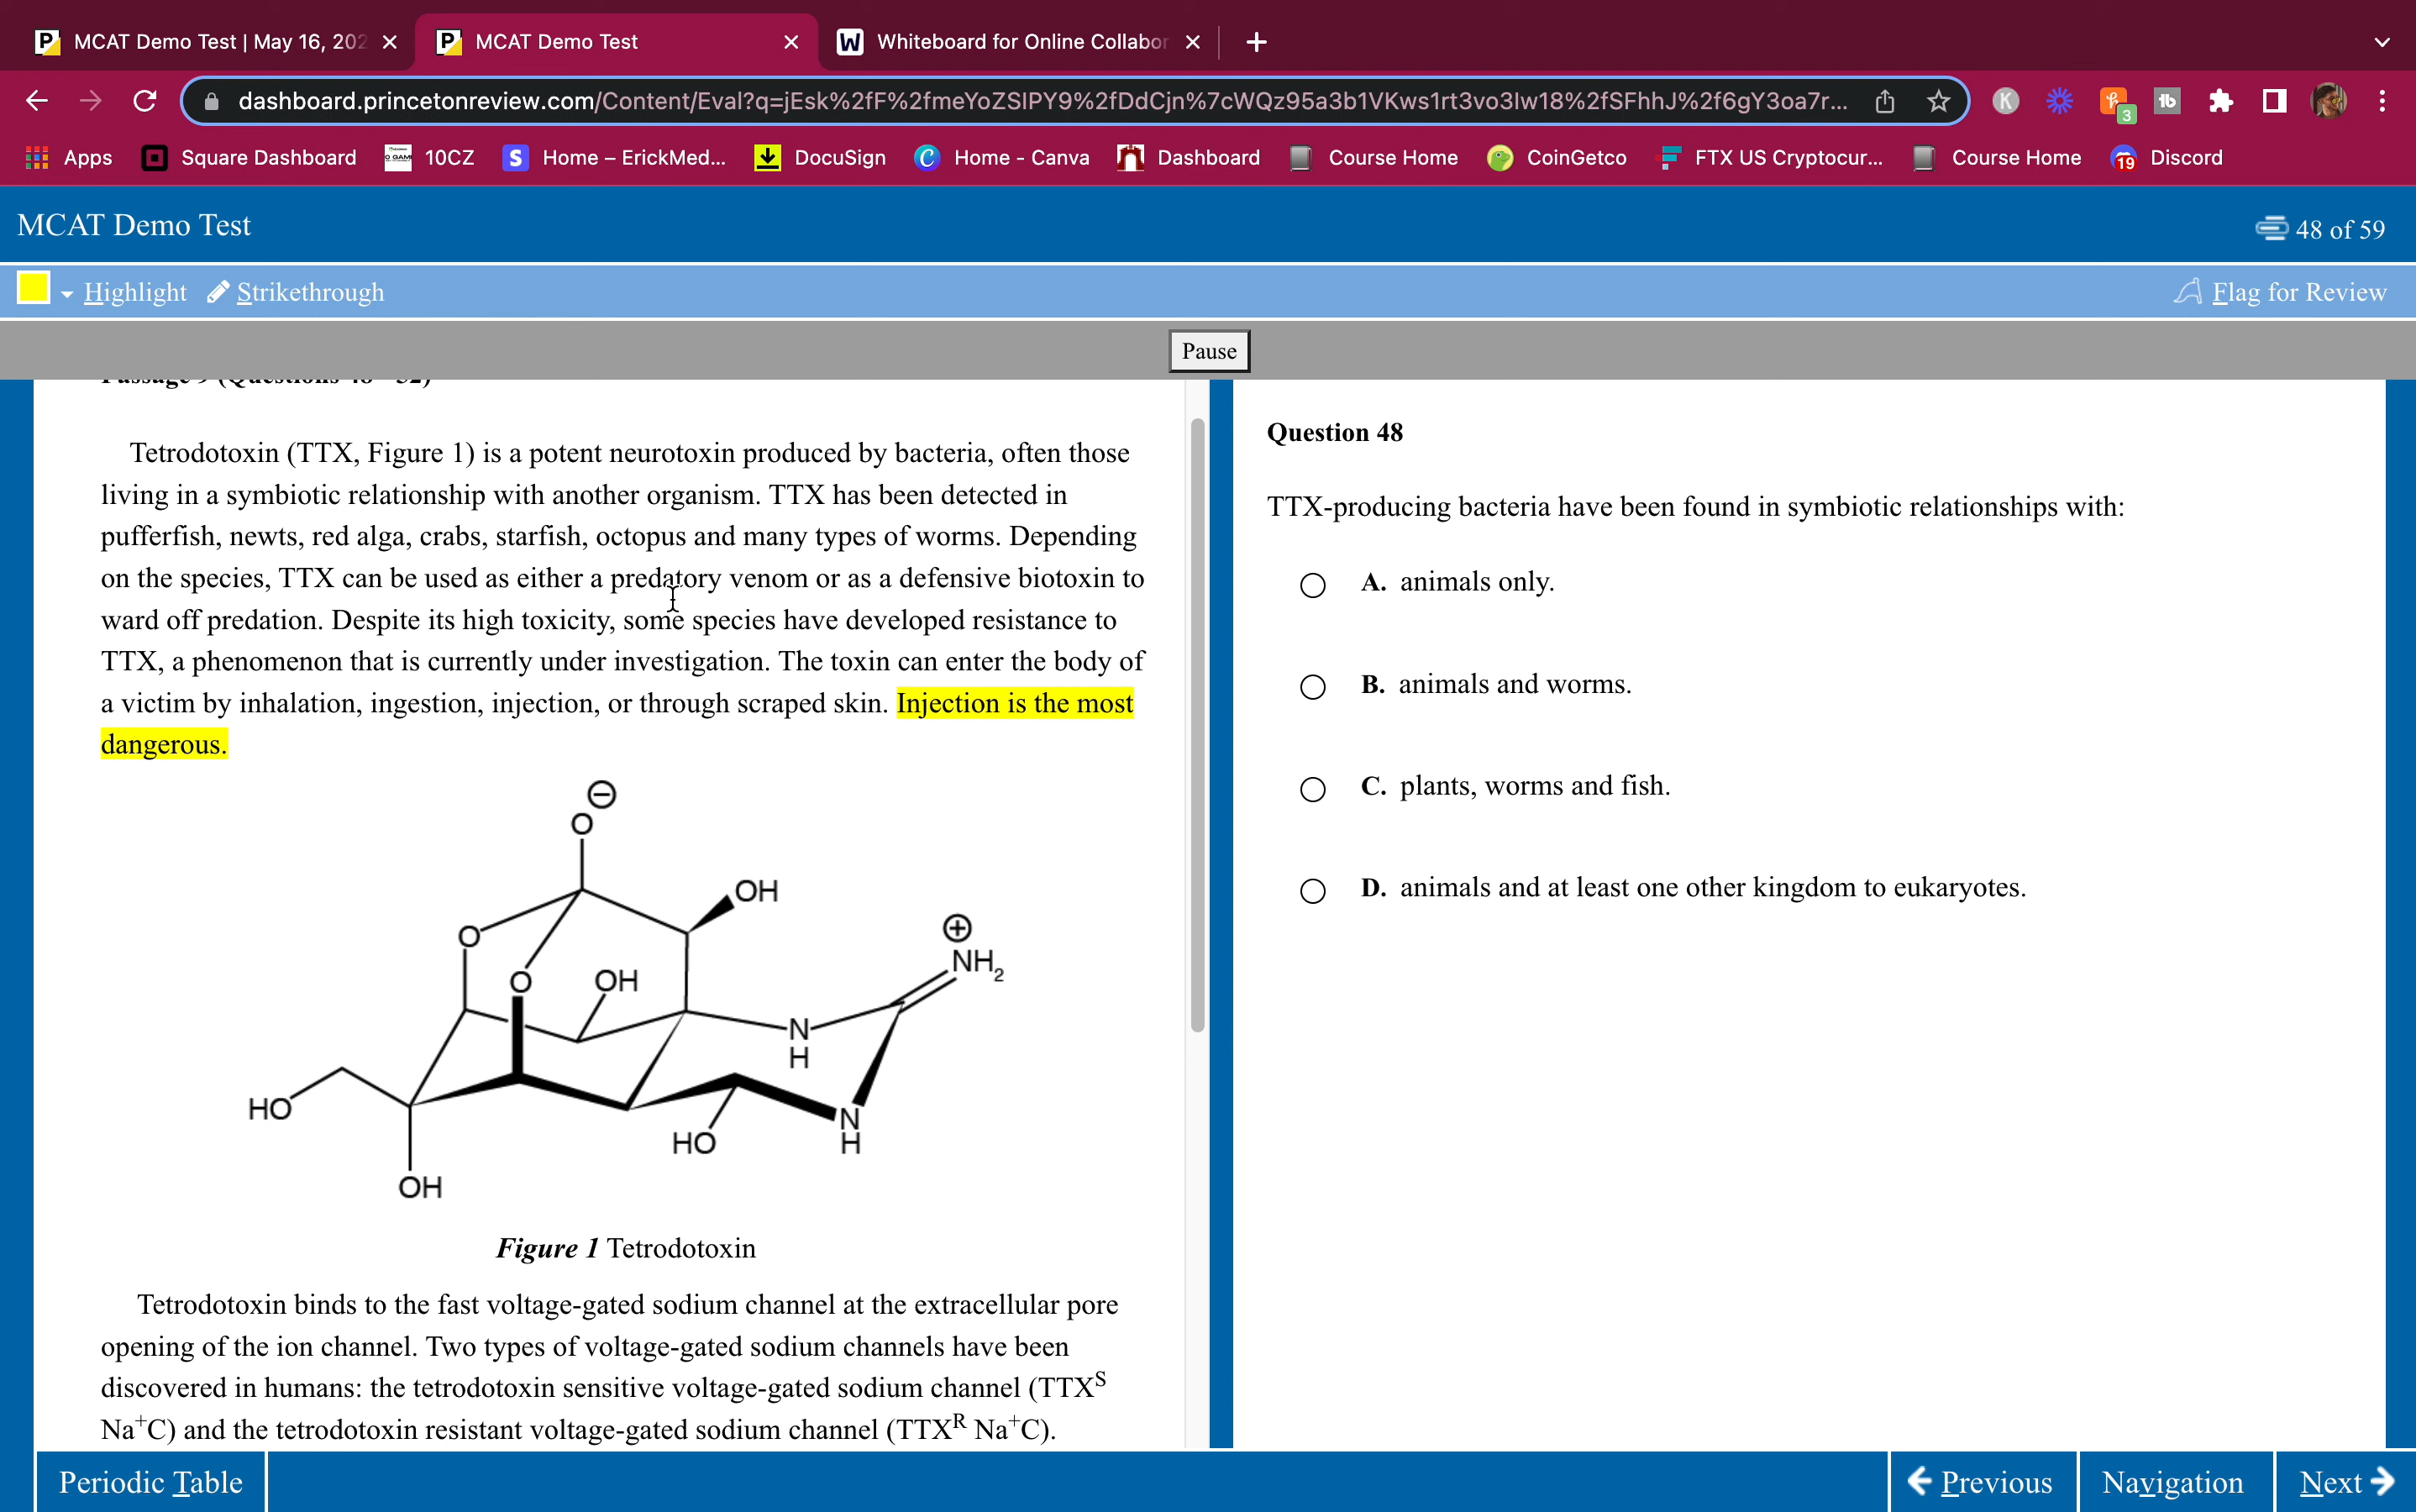 MCAT Demo Test | May 16, 202
MCAT Demo Test
Whiteboard for Online Collabor
dashboard.princetonreview.com/Content/Eval?q=jEsk%2fF%2fmeYoZSIPY9%2fDdCjn%7cWQz95a3b1VKws1rt3vo3lw18%2fSFhhJ%2f6gY3oa7r...
3
Apps
Square Dashboard
10CZ
Home – ErickMed...
DocuSign
Home - Canva
Dashboard
Course Home
CoinGetco
FTX US Cryptocur...
Course Home
19
Discord
MCAT Demo Test
48 of 59
Highlight
Strikethrough
Flag for Review
Pause
Tetrodotoxin (TTX, Figure 1) is a potent neurotoxin produced by bacteria, often those
living in a symbiotic relationship with another organism. TTX has been detected in
pufferfish, newts, red alga, crabs, starfish, octopus and many types of worms. Depending
on the species, TTX can be used as either a predatory venom or as a defensive biotoxin to
ward off predation. Despite its high toxicity, some species have developed resistance to
TTX, a phenomenon that is currently under investigation. The toxin can enter the body of
a victim by inhalation, ingestion, injection, or through scraped skin. Injection is the most
dangerous.
O
OH
O
NH₂
O
OH
N
H
HO
HO
N
H
OH
Figure 1 Tetrodotoxin
Tetrodotoxin binds to the fast voltage-gated sodium channel at the extracellular pore
opening of the ion channel. Two types of voltage-gated sodium channels have been
discovered in humans: the tetrodotoxin sensitive voltage-gated sodium channel (TTXˢ
Na⁺C) and the tetrodotoxin resistant voltage-gated sodium channel (TTXᴿ Na⁺C).
Question 48
TTX-producing bacteria have been found in symbiotic relationships with:
A. animals only.
B. animals and worms.
C. plants, worms and fish.
D. animals and at least one other kingdom to eukaryotes.
Periodic Table
Previous
Navigation
Next